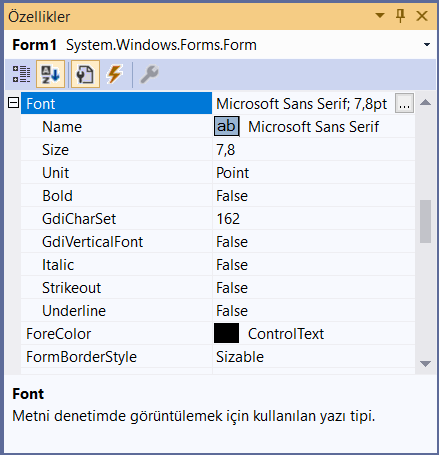 Özellikler
Form1 System.Windows.Forms.Form
Font Microsoft Sans Serif; 7,8pt ...
Name ab Microsoft Sans Serif
Size 7,8
Unit Point
Bold False
GdiCharSet 162
GdiVerticalFont False
Italic False
Strikeout False
Underline False
ForeColor ControlText
FormBorderStyle Sizable
Font
Metni denetimde görüntülemek için kullanılan yazı tipi.